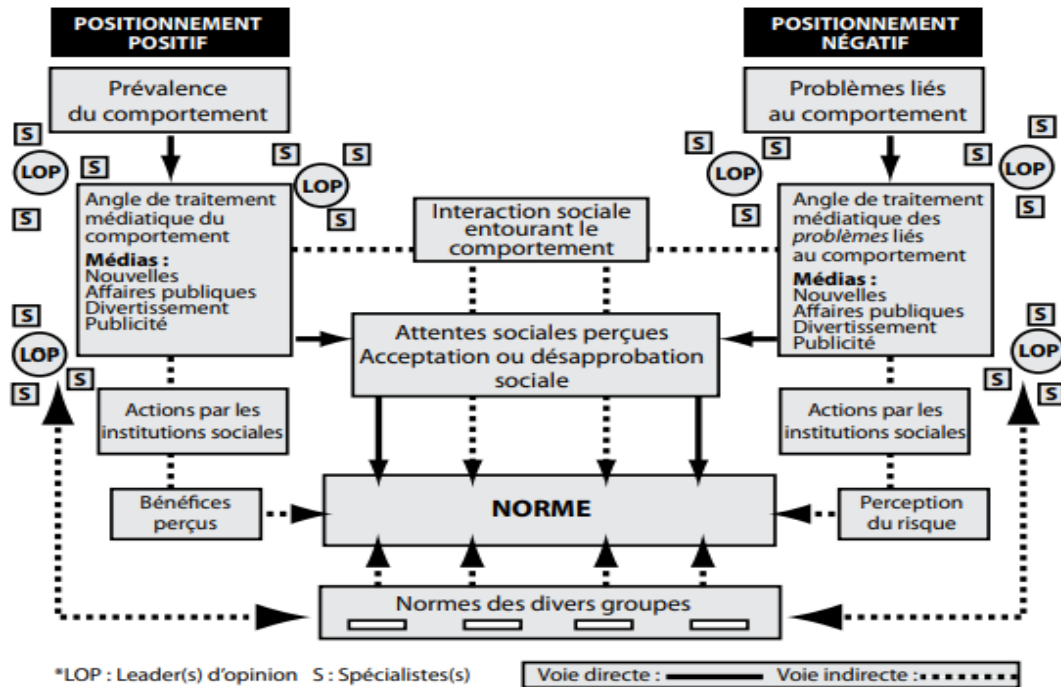 POSITIONNEMENT
POSITIF
POSITIONNEMENT
NÉGATIF
Prévalence
du comportement
Problèmes liés
au comportement
S
S
LOP
S
S
S
LOP
S
S
S
LOP
S
S
S
LOP
S
Angle de traitement
médiatique du
comportement
Médias :
Nouvelles
Affaires publiques
Divertissement
Publicité
Interaction sociale
entourant le
comportement
Angle de traitement
médiatique des
problèmes liés
au comportement
Médias :
Nouvelles
Affaires publiques
Divertissement
Publicité
S
LOP
S
S
Attentes sociales perçues
Acceptation ou désapprobation
sociale
S
LOP
S
S
Actions par les
institutions sociales
Actions par les
institutions sociales
Bénéfices
perçus
NORME
Perception
du risque
Normes des divers groupes
*LOP : Leader(s) d'opinion S : Spécialistes(s)
Voie directe :
Voie indirecte :